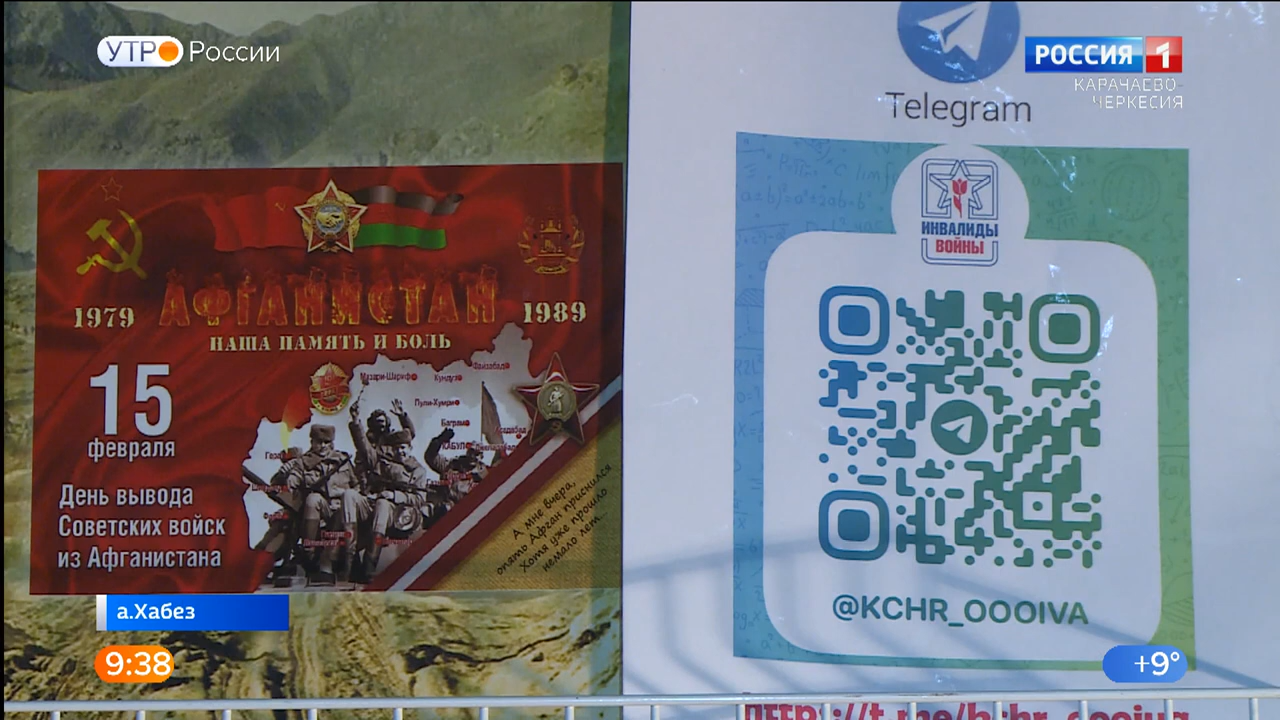 УТРО России
РОССИЯ 1
КАРАЧАЕВО-
ЧЕРКЕСИЯ
Telegram
ИНВАЛИДЫ
ВОЙНЫ
1979
АФГАНИСТАН
1989
НАША ПАМЯТЬ И БОЛЬ
15
февраля
День вывода
Советских войск
из Афганистана
Мазари-Шариф
Кундуз
Файзабад
Пули-Хумри
Баграм
КАБУЛ
А мне вчера,
опять Афган приснился
Хотя уже прошло
немало лет...
@KCHR_OOOIVA
а.Хабез
9:38
+9°